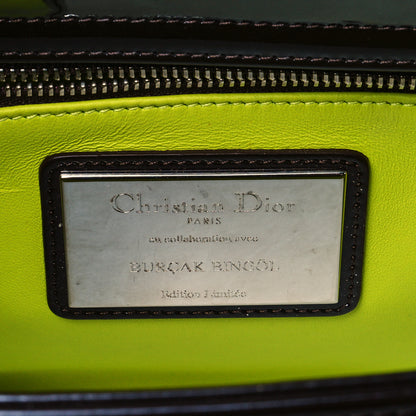 Christian Dior
PARIS
en collaboration avec
BURÇAK BINGÖL
Edition Limitée